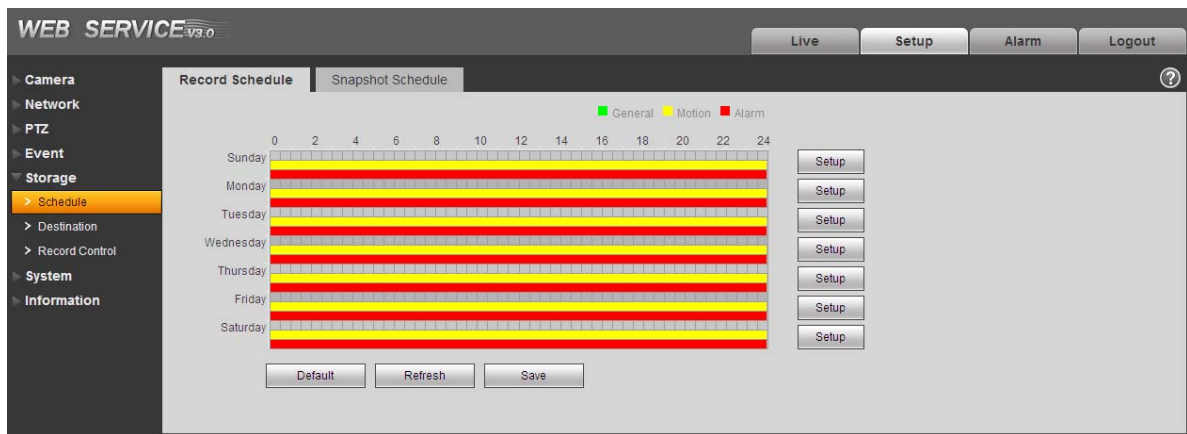 WEB SERVICE V3.0
Live Setup Alarm Logout
Camera
Network
PTZ
Event
Storage
> Schedule
> Destination
> Record Control
System
Information
Record Schedule Snapshot Schedule ?
General Motion Alarm
0 2 4 6 8 10 12 14 16 18 20 22 24
Sunday Setup
Monday Setup
Tuesday Setup
Wednesday Setup
Thursday Setup
Friday Setup
Saturday Setup
Default Refresh Save